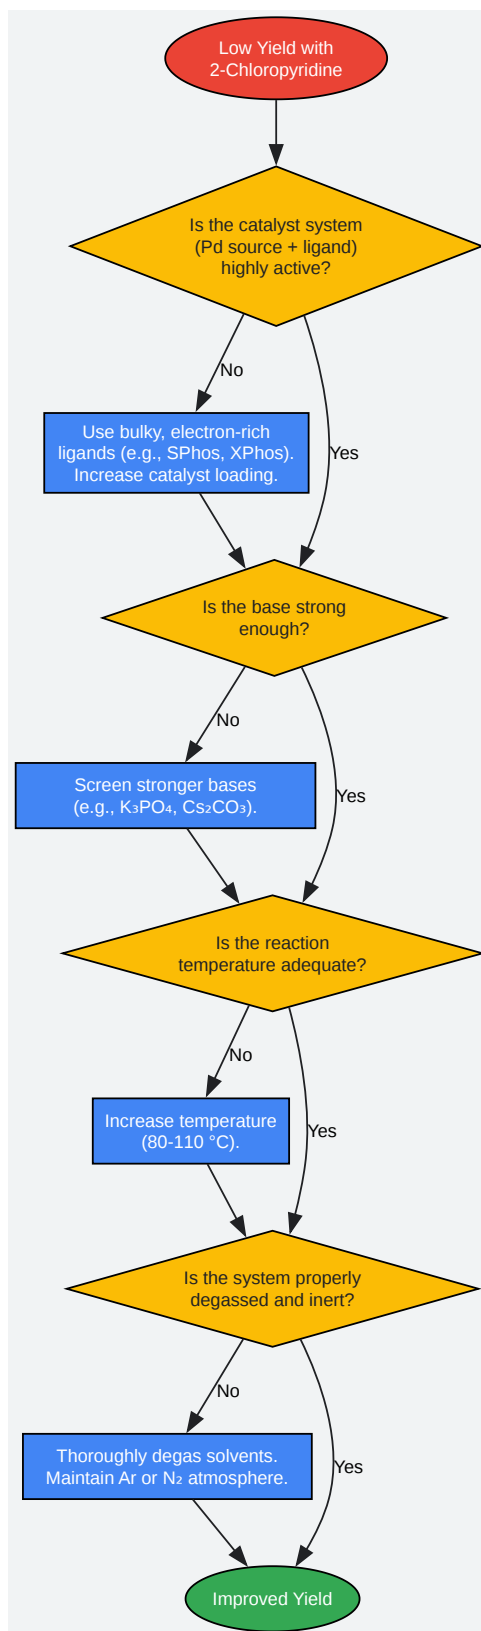 Low Yield with
2-Chloropyridine
Is the catalyst system
(Pd source + ligand)
highly active?
No
Use bulky, electron-rich
ligands (e.g., SPhos, XPhos).
Increase catalyst loading.
Yes
Is the base strong
enough?
No
Screen stronger bases
(e.g., K₃PO₄, Cs₂CO₃).
Yes
Is the reaction
temperature adequate?
No
Increase temperature
(80-110 °C).
Yes
Is the system properly
degassed and inert?
No
Thoroughly degas solvents.
Maintain Ar or N₂ atmosphere.
Yes
Improved Yield